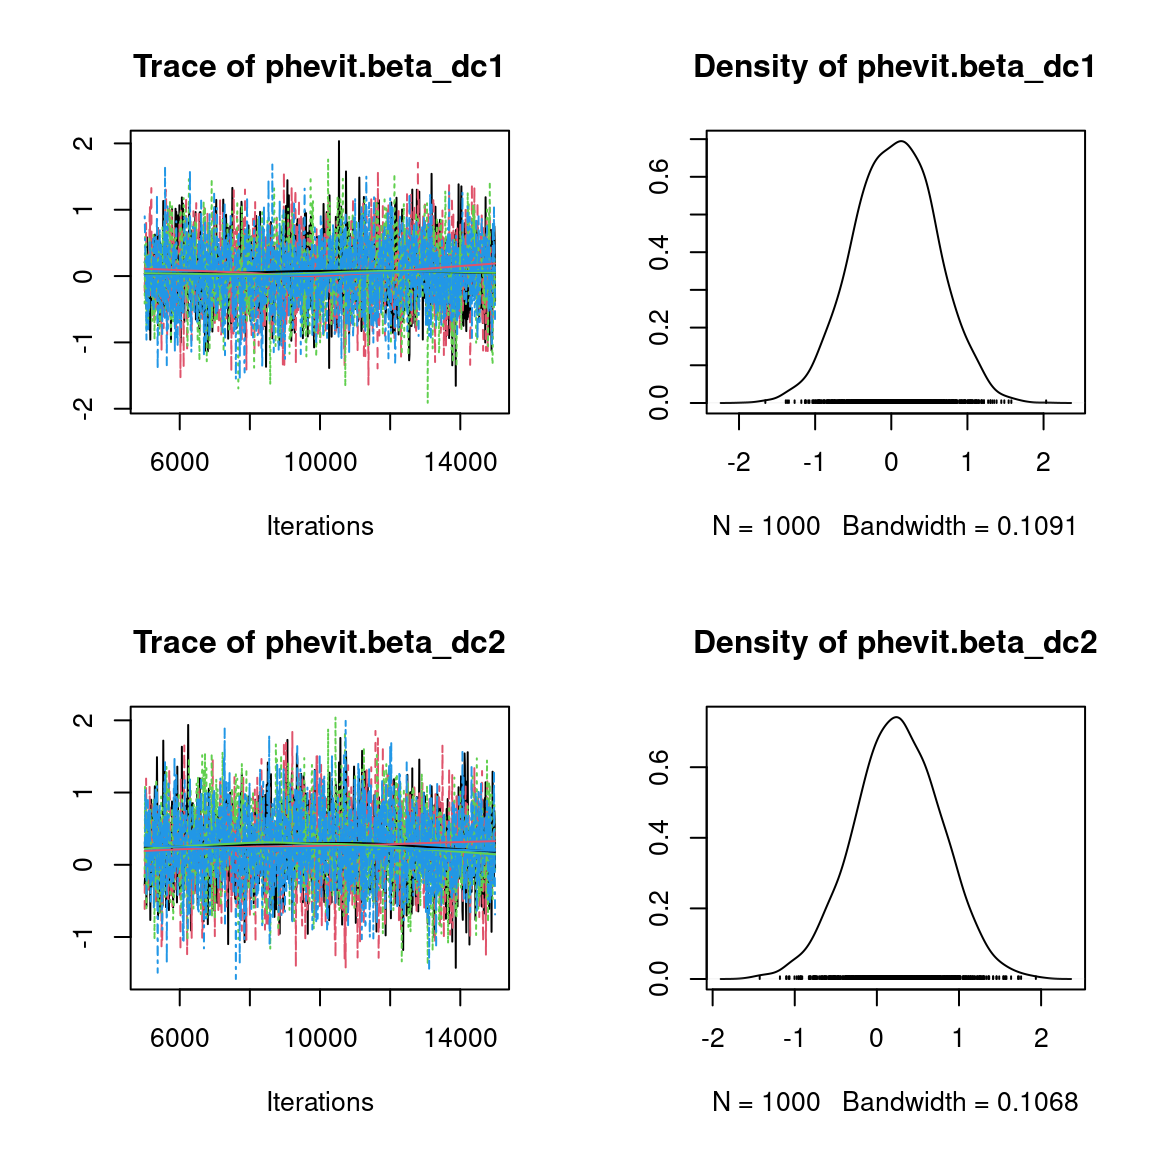 Trace of phevit.beta_dc1
2
1
0
-1
-2
6000 10000 14000
Iterations
Density of phevit.beta_dc1
0.6
0.4
0.2
0.0
-2 -1 0 1 2
N = 1000 Bandwidth = 0.1091
Trace of phevit.beta_dc2
2
1
0
-1
6000 10000 14000
Iterations
Density of phevit.beta_dc2
0.6
0.4
0.2
0.0
-2 -1 0 1 2
N = 1000 Bandwidth = 0.1068